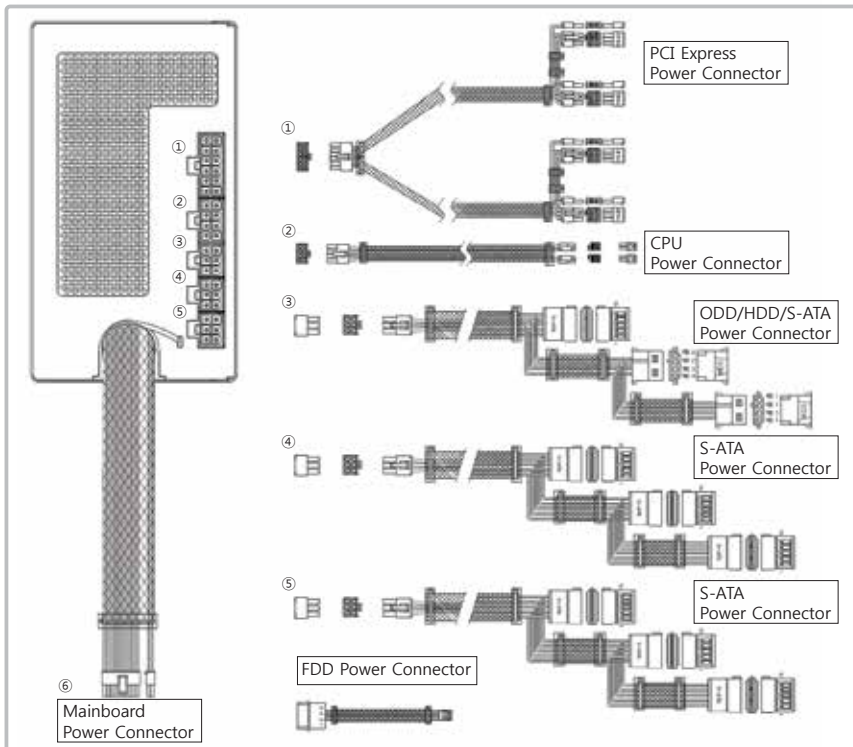 ①
②
③
④
⑤
⑥
Mainboard
Power Connector
①
PCI Express
Power Connector
②
CPU
Power Connector
③
ODD/HDD/S-ATA
Power Connector
④
S-ATA
Power Connector
⑤
S-ATA
Power Connector
FDD Power Connector